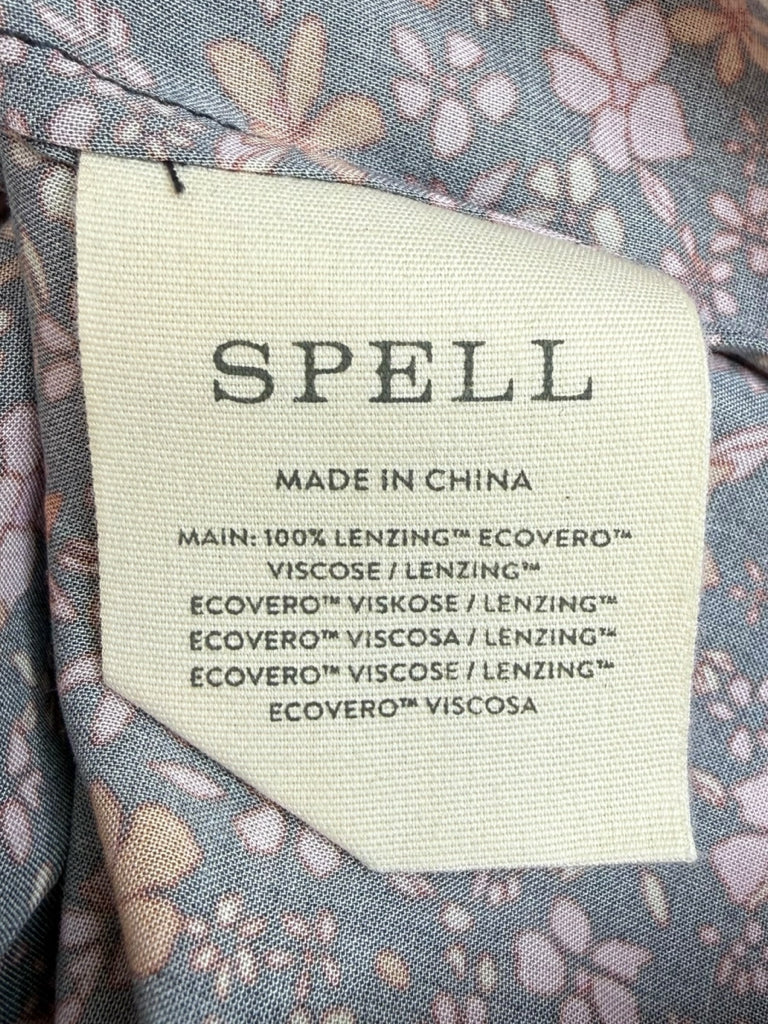 SPELL
MADE IN CHINA
MAIN: 100% LENZING™ ECOVERO™
VISCOSE / LENZING™
ECOVERO™ VISKOSE / LENZING™
ECOVERO™ VISCOSA / LENZING™
ECOVERO™ VISCOSE / LENZING™
ECOVERO™ VISCOSA